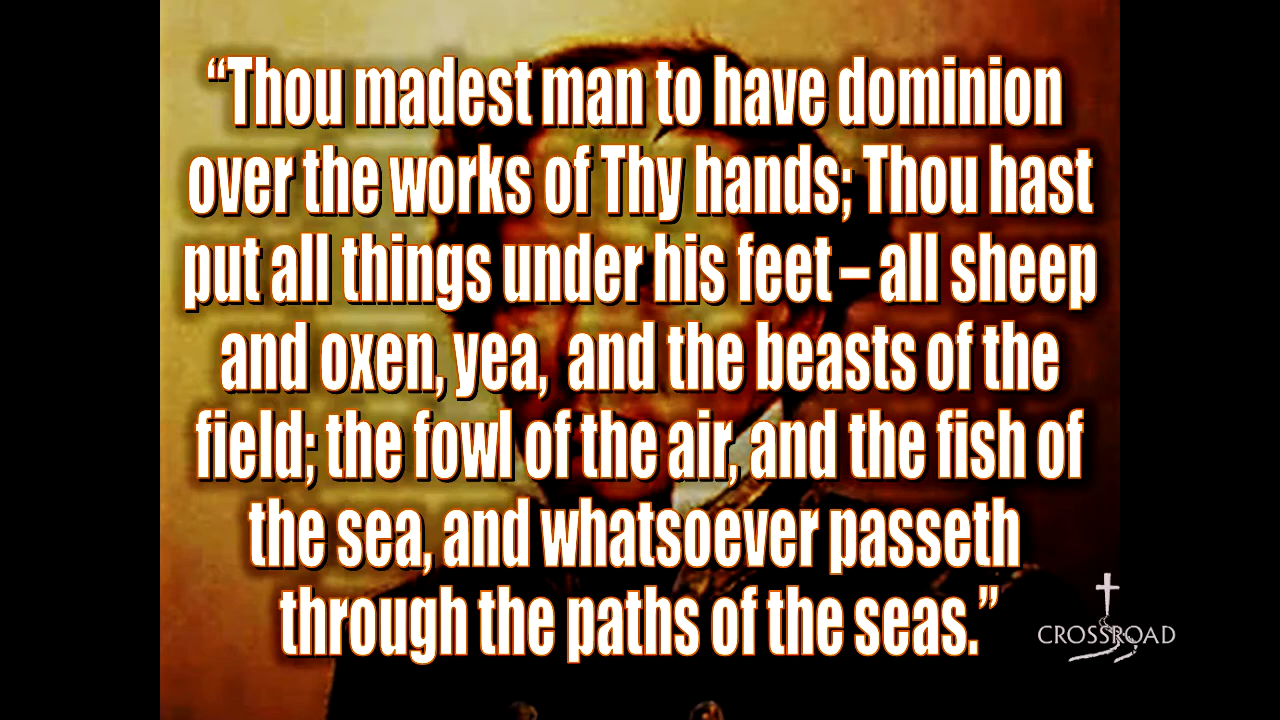 “Thou madest man to have dominion
over the works of Thy hands; Thou hast
put all things under his feet – all sheep
and oxen, yea, and the beasts of the
field; the fowl of the air, and the fish of
the sea, and whatsoever passeth
through the paths of the seas.”
CROSSROAD